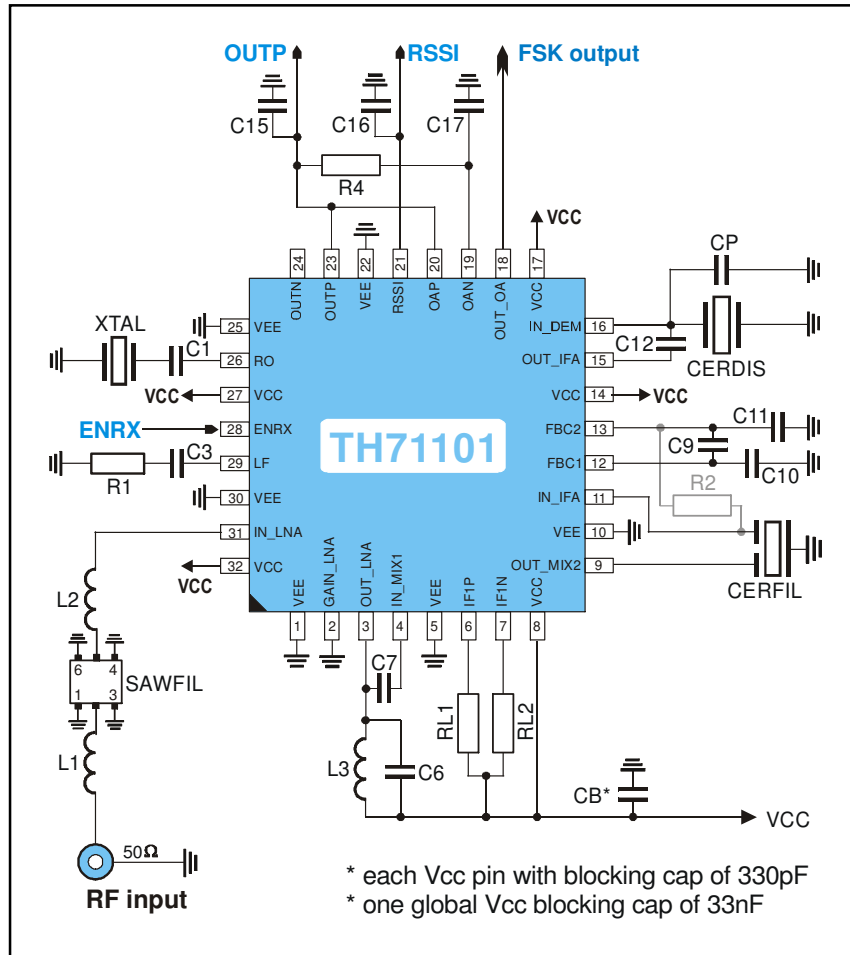 OUTP
RSSI
FSK output
C15
C16
C17
R4
VCC
CP
24
23
22
21
20
19
18
17
OUTN
OUTP
VEE
RSSI
OAP
OAN
OUT_OA
VCC
XTAL
C1
25 VEE
26 RO
VCC 27 VCC
ENRX 28 ENRX
C3
R1
29 LF
30 VEE
31 IN_LNA
VCC 32 VCC
TH71101
IN_DEM 16
C12
OUT_IFA 15
CERDIS
VCC 14 VCC
FBC2 13
C11
C9
FBC1 12
C10
IN_IFA 11
R2
VEE 10
OUT_MIX2 9
CERFIL
VEE
GAIN_LNA
OUT_LNA
IN_MIX1
VEE
IF1P
IF1N
VCC
1
2
3
4
5
6
7
8
L2
6 4
SAWFIL
1 3
L1
C7
RL1
RL2
L3
C6
CB*
VCC
50Ω
RF input
* each Vcc pin with blocking cap of 330pF
* one global Vcc blocking cap of 33nF